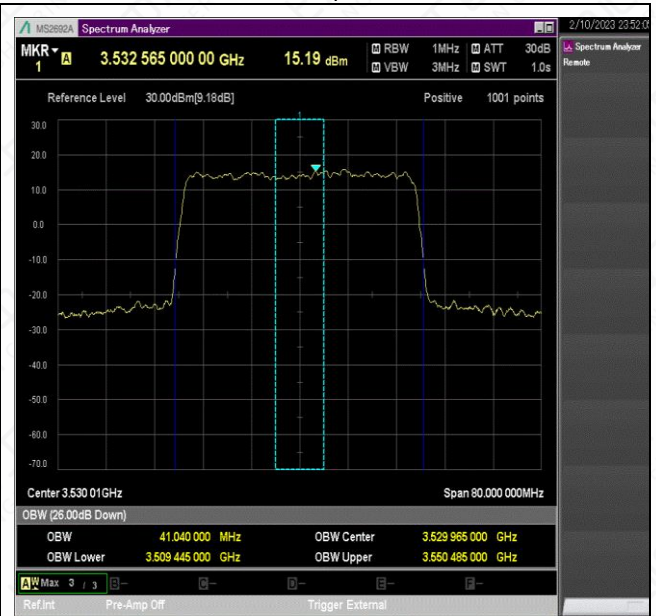 MS2692A Spectrum Analyzer 2/10/2023 23:52:0
MKR A 3.532 565 000 00 GHz 15.19 dBm M RBW 1MHz M ATT 30dB
1 M VBW 3MHz M SWT 1.0s
Spectrum Analyzer
Remote
Reference Level 30.00dBm[9.18dB] Positive 1001 points
1
30.0
20.0
10.0
0.0
-10.0
-20.0
-30.0
-40.0
-50.0
-60.0
-70.0
Center 3.530 01GHz Span 80.000 000MHz
OBW (26.00dB Down)
OBW 41.040 000 MHz OBW Center 3.529 965 000 GHz
OBW Lower 3.509 445 000 GHz OBW Upper 3.550 485 000 GHz
A W Max 3 / 3 B- C- D- E- F-
Ref.Int Pre-Amp Off Trigger External